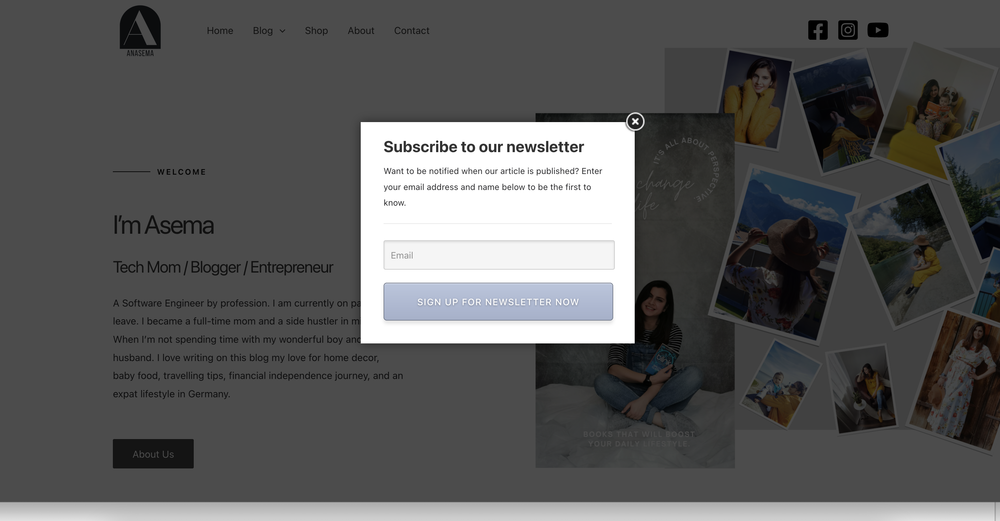 ANASEMA
Home Blog Shop About Contact
IT'S ALL ABOUT PERSPECTIVE
change
life
Subscribe to our newsletter
Want to be notified when our article is published? Enter
your email address and name below to be the first to
know.
Email
SIGN UP FOR NEWSLETTER NOW
WELCOME
I'm Asema
Tech Mom / Blogger / Entrepreneur
A Software Engineer by profession. I am currently on
leave. I became a full-time mom and a side hustler in
When I'm not spending time with my wonderful boy
husband. I love writing on this blog my love for home decor,
baby food, travelling tips, financial independence journey, and an
expat lifestyle in Germany.
About Us
BOOKS THAT WILL BOOST
YOUR DAILY LIFESTYLE